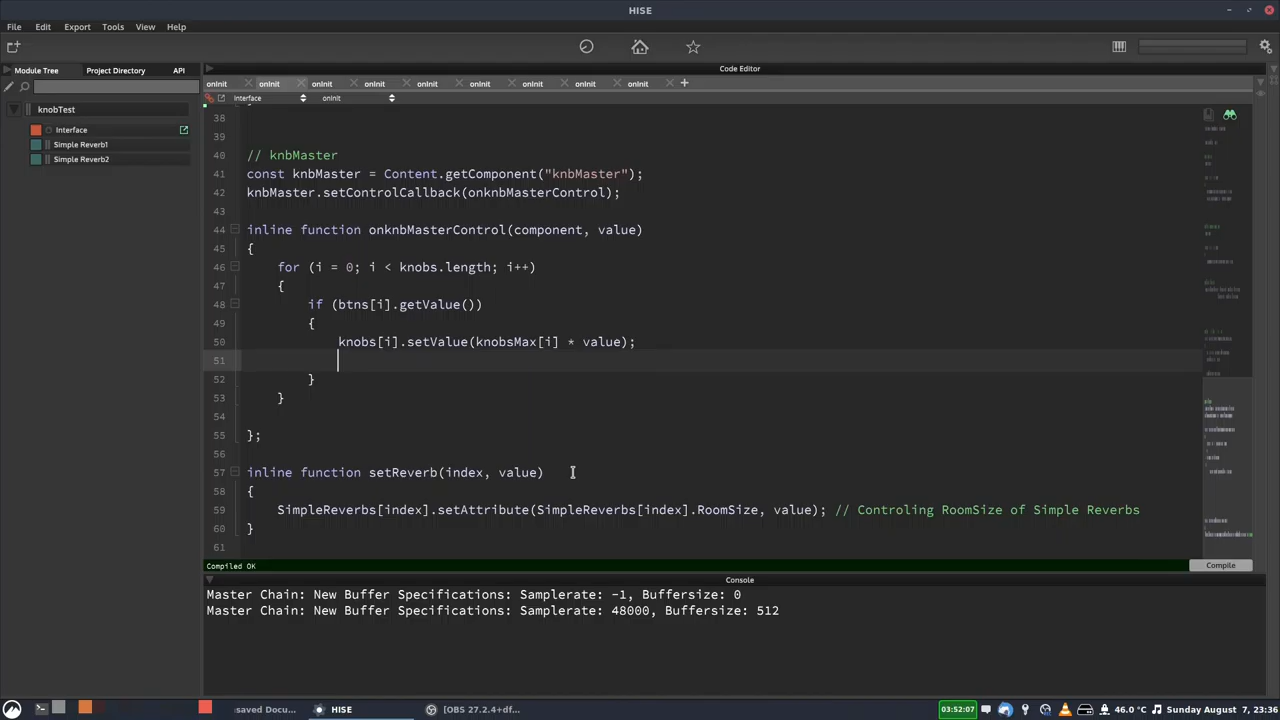 HISE
File Edit Export Tools View Help
Module Tree Project Directory API
Code Editor
onInit onInit onInit onInit onInit onInit onInit onInit onInit +
Interface onInit
knobTest
Interface
Simple Reverb1
Simple Reverb2
38
39
40 // knbMaster
41 const knbMaster = Content.getComponent("knbMaster");
42 knbMaster.setControlCallback(onknbMasterControl);
43
44 inline function onknbMasterControl(component, value)
45 {
46 for (i = 0; i < knobs.length; i++)
47 {
48 if (btns[i].getValue())
49 {
50 knobs[i].setValue(knobsMax[i] * value);
51
52 }
53 }
54
55 };
56
57 inline function setReverb(index, value)
58 {
59 SimpleReverbs[index].setAttribute(SimpleReverbs[index].RoomSize, value); // Controling RoomSize of Simple Reverbs
60 }
61
Compiled OK Compile
Console
Master Chain: New Buffer Specifications: Samplerate: -1, Buffersize: 0
Master Chain: New Buffer Specifications: Samplerate: 48000, Buffersize: 512
:saved Docu... HISE [OBS 27.2.4+df... 03:52:07 46.0 °C Sunday August 7, 23:36